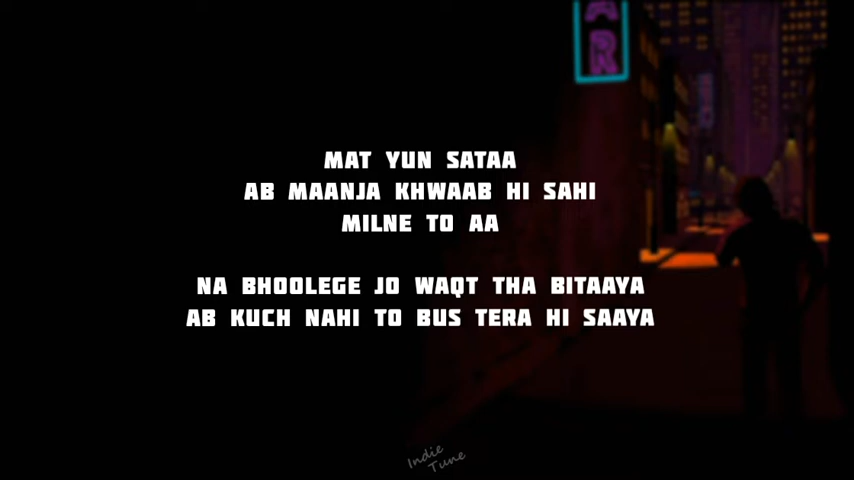 AR
MAT YUN SATAA
AB MAANJA KHWAAB HI SAHI
MILNE TO AA
NA BHOOLEGE JO WAQT THA BITAAYA
AB KUCH NAHI TO BUS TERA HI SAAYA
Indie
Tune